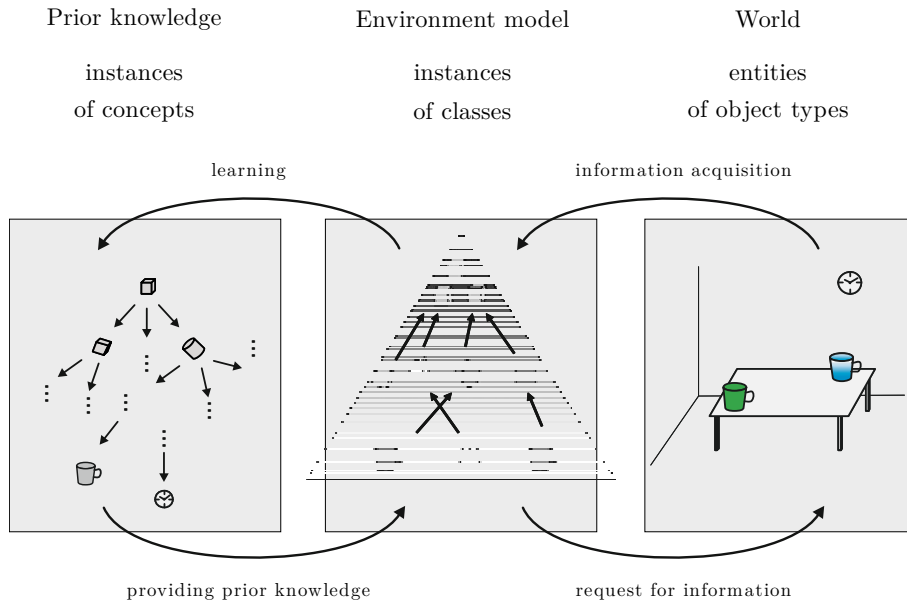 Prior knowledge
Environment model
World
instances
of concepts
instances
of classes
entities
of object types
learning
information acquisition
providing prior knowledge
request for information